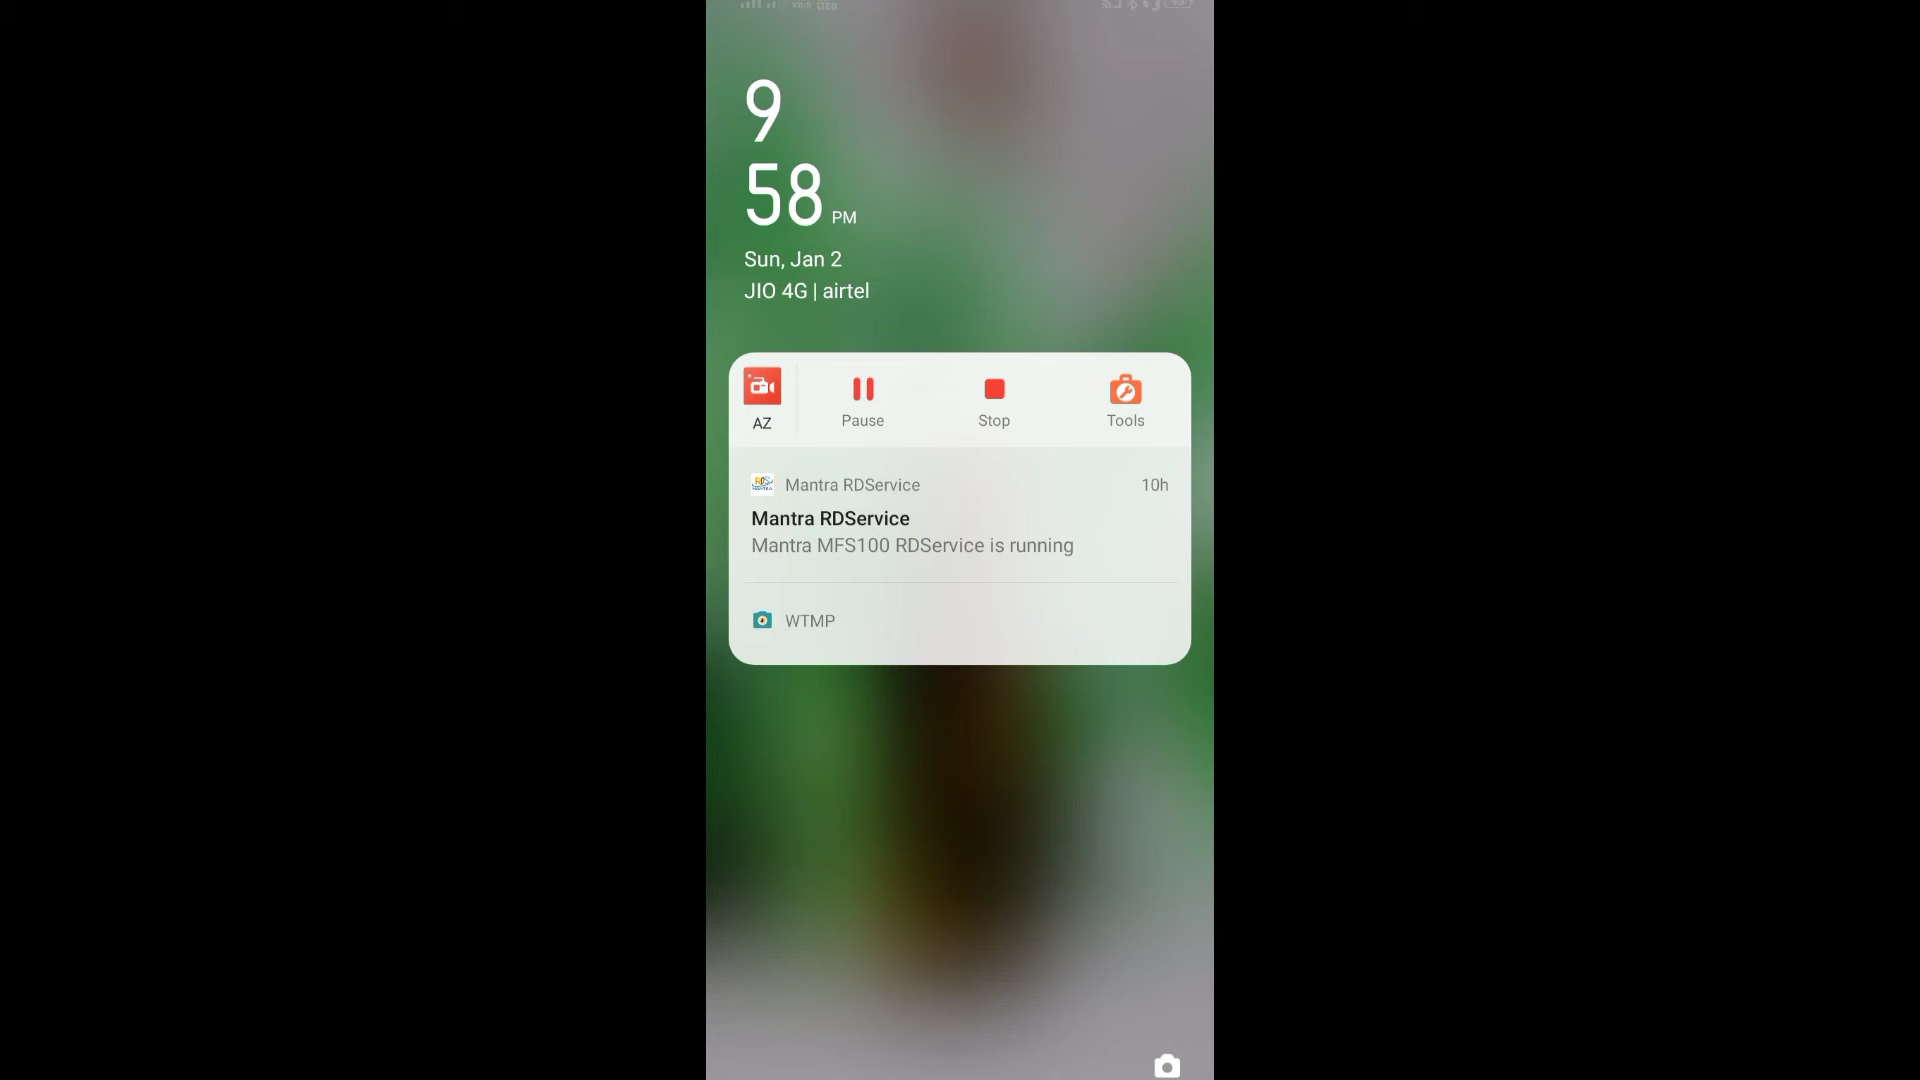 9
58 PM
Sun, Jan 2
JIO 4G | airtel
AZ
Pause
Stop
Tools
Mantra RDService
10h
Mantra RDService
Mantra MFS100 RDService is running
WTMP